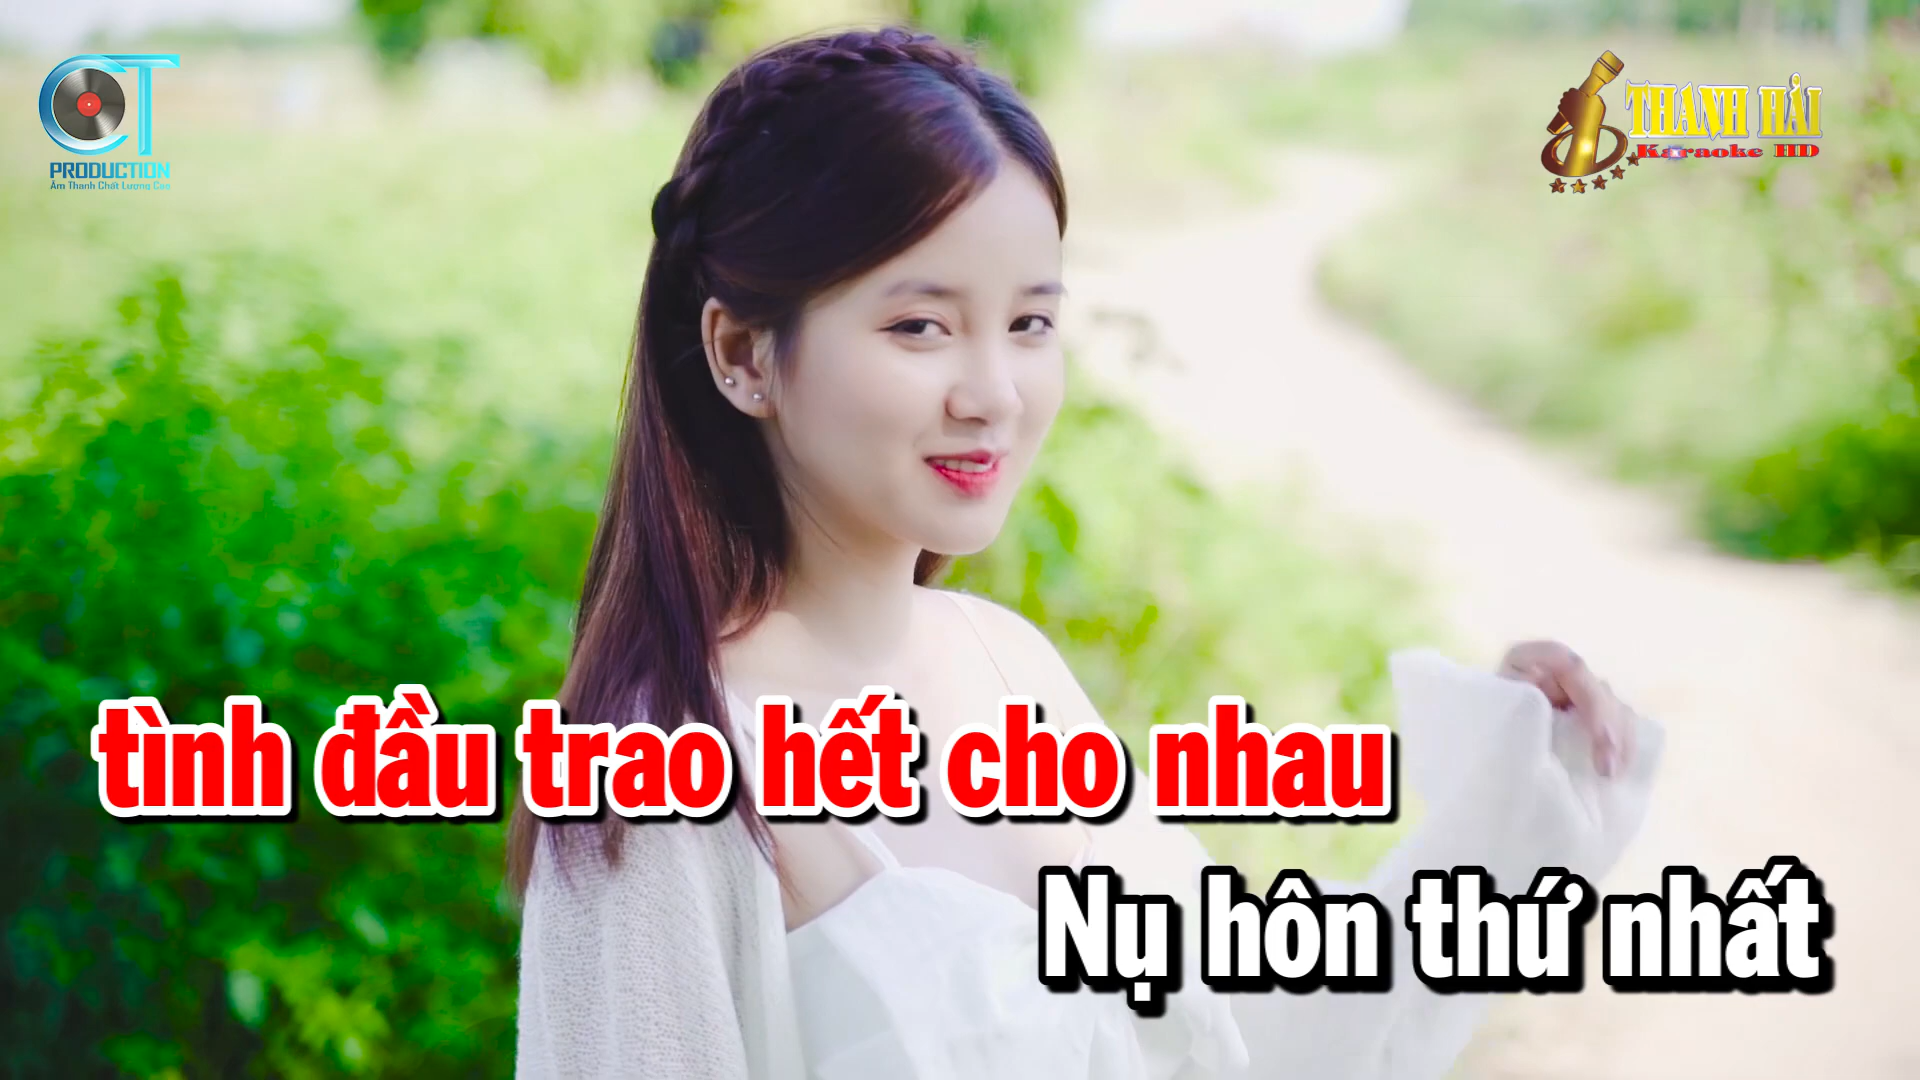 CT
PRODUCTION
Âm Thanh Chất Lượng Cao
THANH HẢI
Karaoke HD
tình đầu trao hết cho nhau
Nụ hôn thứ nhất